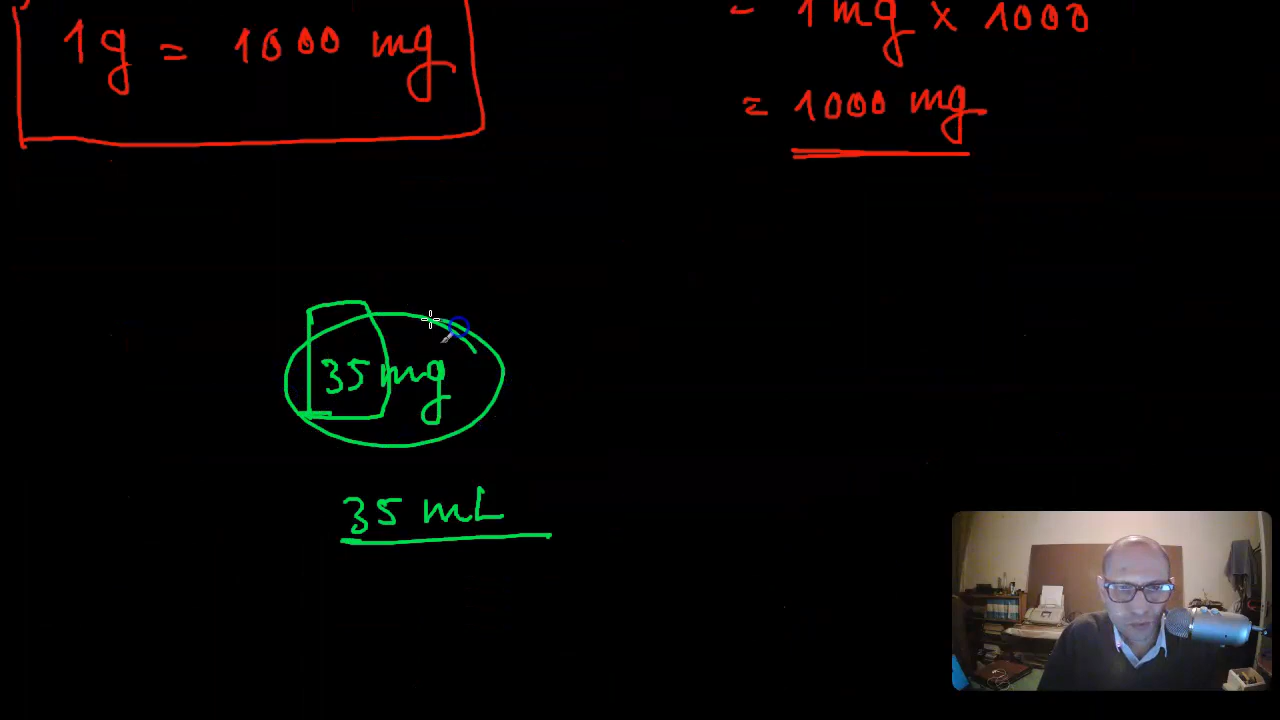 1g = 1000 mg
= 1mg x 1000
= 1000 mg
35 mg
35 mL